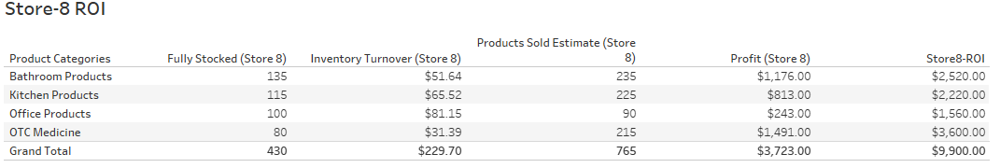 Store-8 ROI
Products Sold Estimate (Store
Product Categories Fully Stocked (Store 8) Inventory Turnover (Store 8) 8) Profit (Store 8) Store8-ROI
Bathroom Products 135 $51.64 235 $1,176.00 $2,520.00
Kitchen Products 115 $65.52 225 $813.00 $2,220.00
Office Products 100 $81.15 90 $243.00 $1,560.00
OTC Medicine 80 $31.39 215 $1,491.00 $3,600.00
Grand Total 430 $229.70 765 $3,723.00 $9,900.00